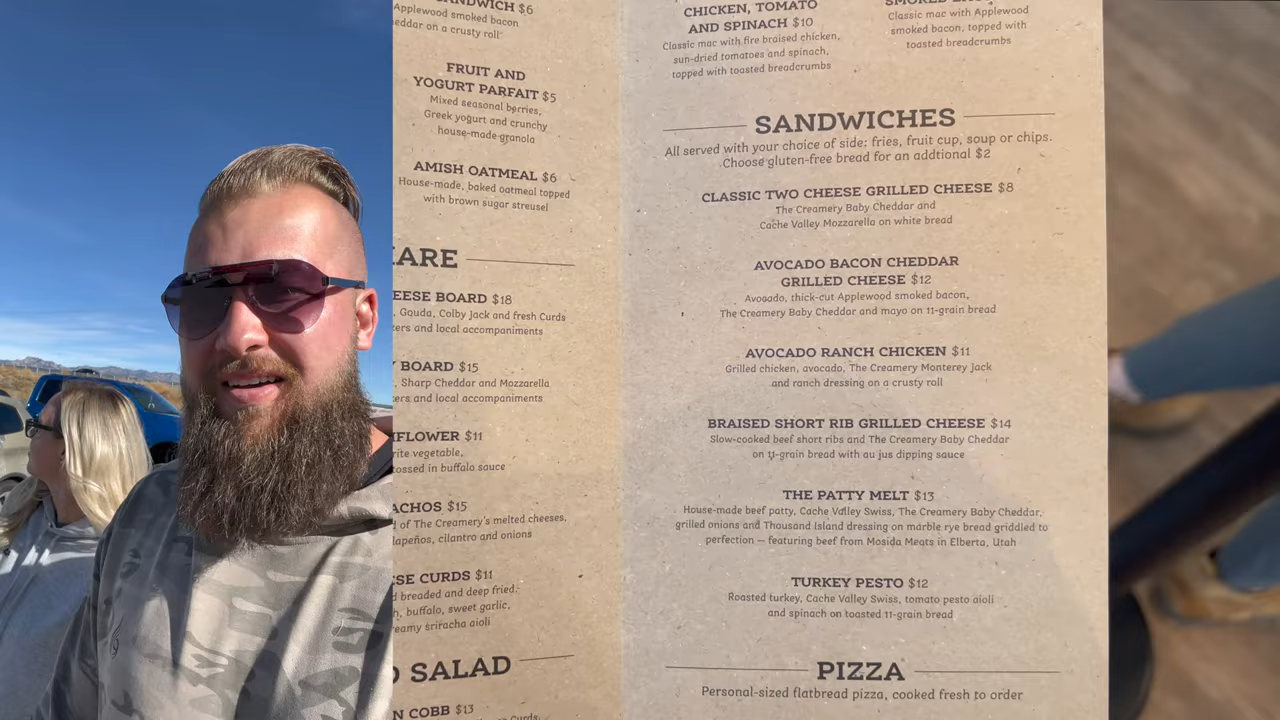 SANDWICH $6
Applewood smoked bacon
cheddar on a crusty roll
FRUIT AND
YOGURT PARFAIT $5
Mixed seasonal berries,
Greek yogurt and crunchy
house-made granola
AMISH OATMEAL $6
House-made, baked oatmeal topped
with brown sugar streusel
ARE
EESE BOARD $18
, Gouda, Colby Jack and fresh Curds
ers and local accompaniments
BOARD $15
, Sharp Cheddar and Mozzarella
ers and local accompaniments
IFLOWER $11
rite vegetable,
tossed in buffalo sauce
ACHOS $15
of The Creamery's melted cheeses,
lapeños, cilantro and onions
SE CURDS $11
breaded and deep fried.
h, buffalo, sweet garlic,
reamy sriracha aioli
SALAD
N COBB $13
Curds,
CHICKEN, TOMATO
AND SPINACH $10
Classic mac with fire braised chicken,
sun-dried tomatoes and spinach,
topped with toasted breadcrumbs
SMOKED
Classic mac with Applewood
smoked bacon, topped with
toasted breadcrumbs
SANDWICHES
All served with your choice of side: fries, fruit cup, soup or chips.
Choose gluten-free bread for an addtional $2
CLASSIC TWO CHEESE GRILLED CHEESE $8
The Creamery Baby Cheddar and
Cache Valley Mozzarella on white bread
AVOCADO BACON CHEDDAR
GRILLED CHEESE $12
Avocado, thick-cut Applewood smoked bacon,
The Creamery Baby Cheddar and mayo on 11-grain bread
AVOCADO RANCH CHICKEN $11
Grilled chicken, avocado, The Creamery Monterey Jack
and ranch dressing on a crusty roll
BRAISED SHORT RIB GRILLED CHEESE $14
Slow-cooked beef short ribs and The Creamery Baby Cheddar
on 11-grain bread with au jus dipping sauce
THE PATTY MELT $13
House-made beef patty, Cache Valley Swiss, The Creamery Baby Cheddar,
grilled onions and Thousand Island dressing on marble rye bread griddled to
perfection — featuring beef from Mosida Meats in Elberta, Utah
TURKEY PESTO $12
Roasted turkey, Cache Valley Swiss, tomato pesto aioli
and spinach on toasted 11-grain bread
PIZZA
Personal-sized flatbread pizza, cooked fresh to order